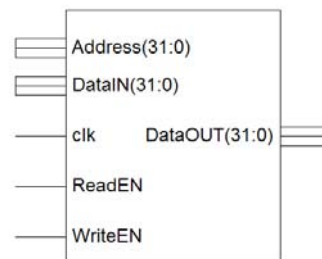 Address(31:0)
DataIN(31:0)
clk DataOUT(31:0)
ReadEN
WriteEN